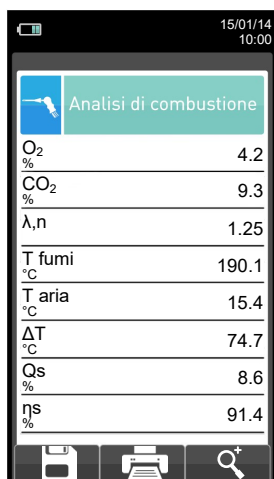 15/01/14
10:00
Analisi di combustione
O2 4.2
%
CO2 9.3
%
λ,n 1.25
T fumi 190.1
°C
T aria 15.4
°C
ΔT 74.7
°C
Qs 8.6
%
ηs 91.4
%